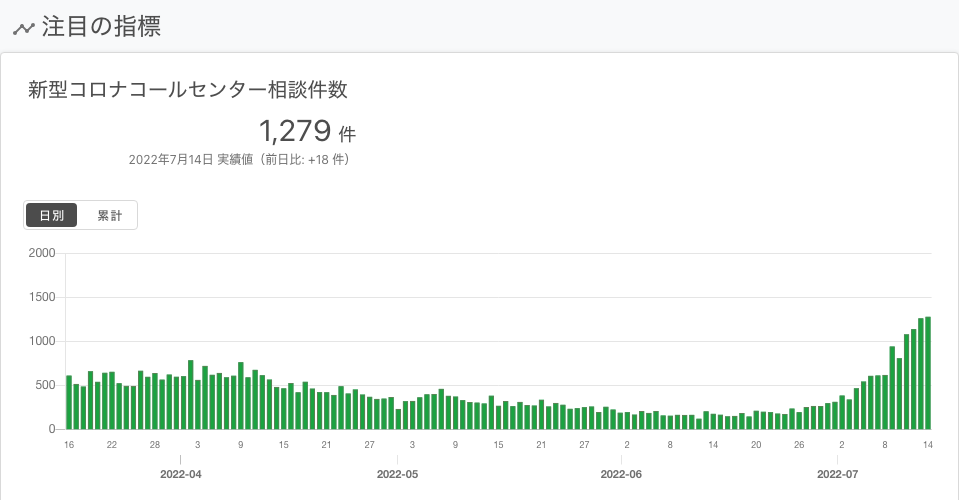 注目の指標
新型コロナコールセンター相談件数
1,279 件
2022年7月14日 実績値（前日比: +18 件）
日別 累計
2000
1500
1000
500
0
16 22 28 3 9 15 21 27 3 9 15 21 27 2 8 14 20 26 2 8 14
2022-04 2022-05 2022-06 2022-07